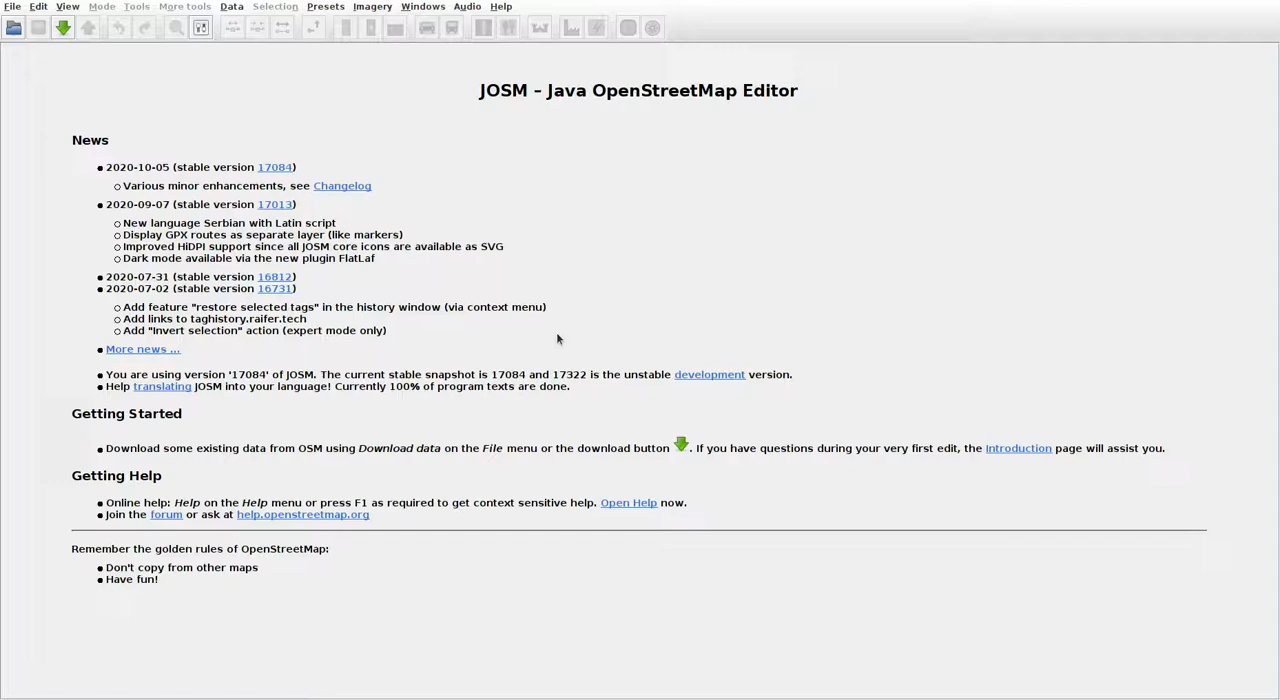 File Edit View Mode Tools More tools Data Selection Presets Imagery Windows Audio Help
JOSM – Java OpenStreetMap Editor
News
2020-10-05 (stable version 17084)
Various minor enhancements, see Changelog
2020-09-07 (stable version 17013)
New language Serbian with Latin script
Display GPX routes as separate layer (like markers)
Improved HiDPI support since all JOSM core icons are available as SVG
Dark mode available via the new plugin FlatLaf
2020-07-31 (stable version 16812)
2020-07-02 (stable version 16731)
Add feature "restore selected tags" in the history window (via context menu)
Add links to taghistory.raifer.tech
Add "Invert selection" action (expert mode only)
More news ...
You are using version '17084' of JOSM. The current stable snapshot is 17084 and 17322 is the unstable development version.
Help translating JOSM into your language! Currently 100% of program texts are done.
Getting Started
Download some existing data from OSM using Download data on the File menu or the download button . If you have questions during your very first edit, the Introduction page will assist you.
Getting Help
Online help: Help on the Help menu or press F1 as required to get context sensitive help. Open Help now.
Join the forum or ask at help.openstreetmap.org
Remember the golden rules of OpenStreetMap:
Don't copy from other maps
Have fun!